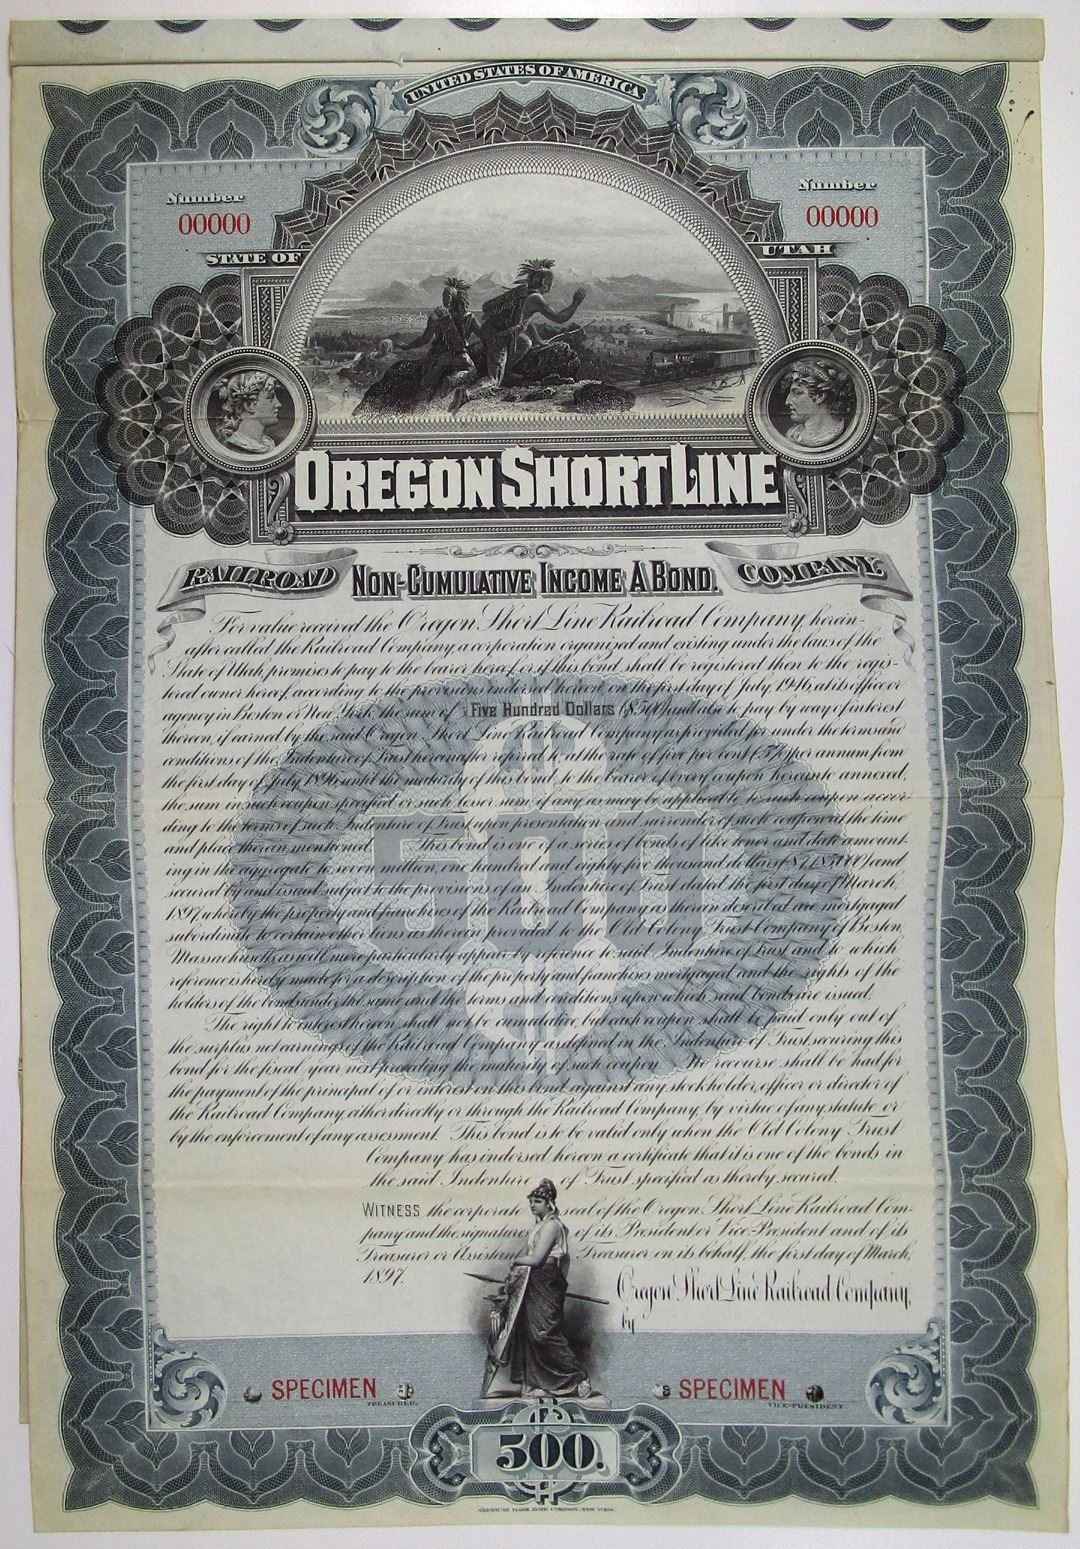 UNITED STATES OF AMERICA
Number
00000
Number
00000
STATE OF UTAH
OREGON SHORT LINE
RAILROAD COMPANY
NON-CUMULATIVE INCOME A BOND.
For value received the Oregon Short Line Railroad Company, herein-
after called the Railroad Company, a corporation organized and existing under the laws of the
State of Utah, promises to pay to the bearer hereof, or, if this bond shall be registered then to the regis-
tered owner hereof, according to the provisions indorsed hereon, on the first day of July, 1946, at its office or
agency in Boston or New York, the sum of Five Hundred Dollars ($500) and also to pay by way of interest
thereon, if earned by the said Oregon Short Line Railroad Company, as provided for under the terms and
conditions of the Indenture of Trust hereinafter referred to, at the rate of five per cent (5%) per annum from
the first day of July 1896, until the maturity of this bond, to the bearer of every coupon hereunto annexed,
the sum in such coupon specified or such lesser sum, if any, as may be applicable to such coupon accor-
ding to the terms of such Indenture of Trust upon presentation and surrender of such coupon at the time
and place therein mentioned. This bond is one of a series of bonds of like tenor and date amount-
ing in the aggregate to seven million, one hundred and eighty five thousand dollars ($7,185,000) and
secured by and issued subject to the provisions of an Indenture of Trust dated the first day of March,
1897, whereby the property and franchises of the Railroad Company as therein described are mortgaged
subordinate to certain other liens as therein provided to the Old Colony Trust Company of Boston,
Massachusetts, as will more particularly appear by reference to said Indenture of Trust and to which
reference is hereby made for a description of the property and franchises mortgaged and the rights of the
holders of the bonds under the same and the terms and conditions upon which said bonds are issued.
The right to interest hereon shall not be cumulative, but each coupon shall be paid only out of
the surplus net earnings of the Railroad Company as defined in the Indenture of Trust securing this
bond for the fiscal year next preceding the maturity of such coupon. No recourse shall be had for
the payment of the principal of or interest on this bond against any stockholder, officer or director of
the Railroad Company, either directly or through the Railroad Company, by virtue of any statute or
by the enforcement of any assessment. This bond is to be valid only when the Old Colony Trust
Company has indorsed hereon a certificate that it is one of the bonds in
the said Indenture of Trust specified as thereby secured.
WITNESS the corporate seal of the Oregon Short Line Railroad Com-
pany and the signatures of its President or Vice-President and of its
Treasurer or Assistant Treasurer, on its behalf, the first day of March,
1897.
Oregon Short Line Railroad Company,
by
SPECIMEN
TREASURER.
SPECIMEN
VICE-PRESIDENT
500.
AMERICAN BANK NOTE COMPANY, NEW YORK.